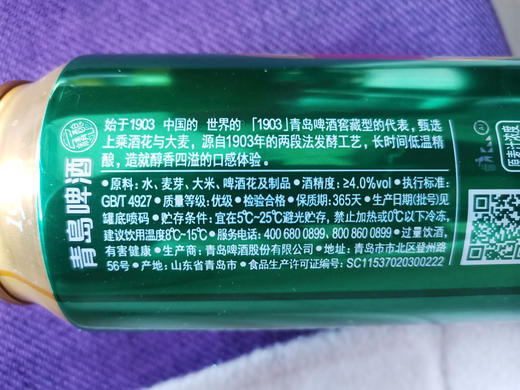 青岛啤酒
始于1903 中国的 世界的「1903」青岛啤酒窖藏型的代表，甄选
上乘酒花与大麦，源自1903年的两段法发酵工艺，长时间低温精
酿，造就醇香四溢的口感体验。
•原料：水、麦芽、大米、啤酒花及制品 •酒精度：≥4.0%vol •执行标准：
GB/T 4927 •质量等级：优级 •检验合格 •保质期：365天 •生产日期(批号)见
罐底喷码 •贮存条件：宜在5℃~25℃避光贮存，禁止加热或0℃以下冷冻，
建议饮用温度8℃~15℃ •服务电话：400 680 0899、800 860 0899 •过量饮酒，
有害健康 •生产商：青岛啤酒股份有限公司 •地址：青岛市市北区登州路
56号 •产地：山东省青岛市 •食品生产许可证编号：SC11537020300222